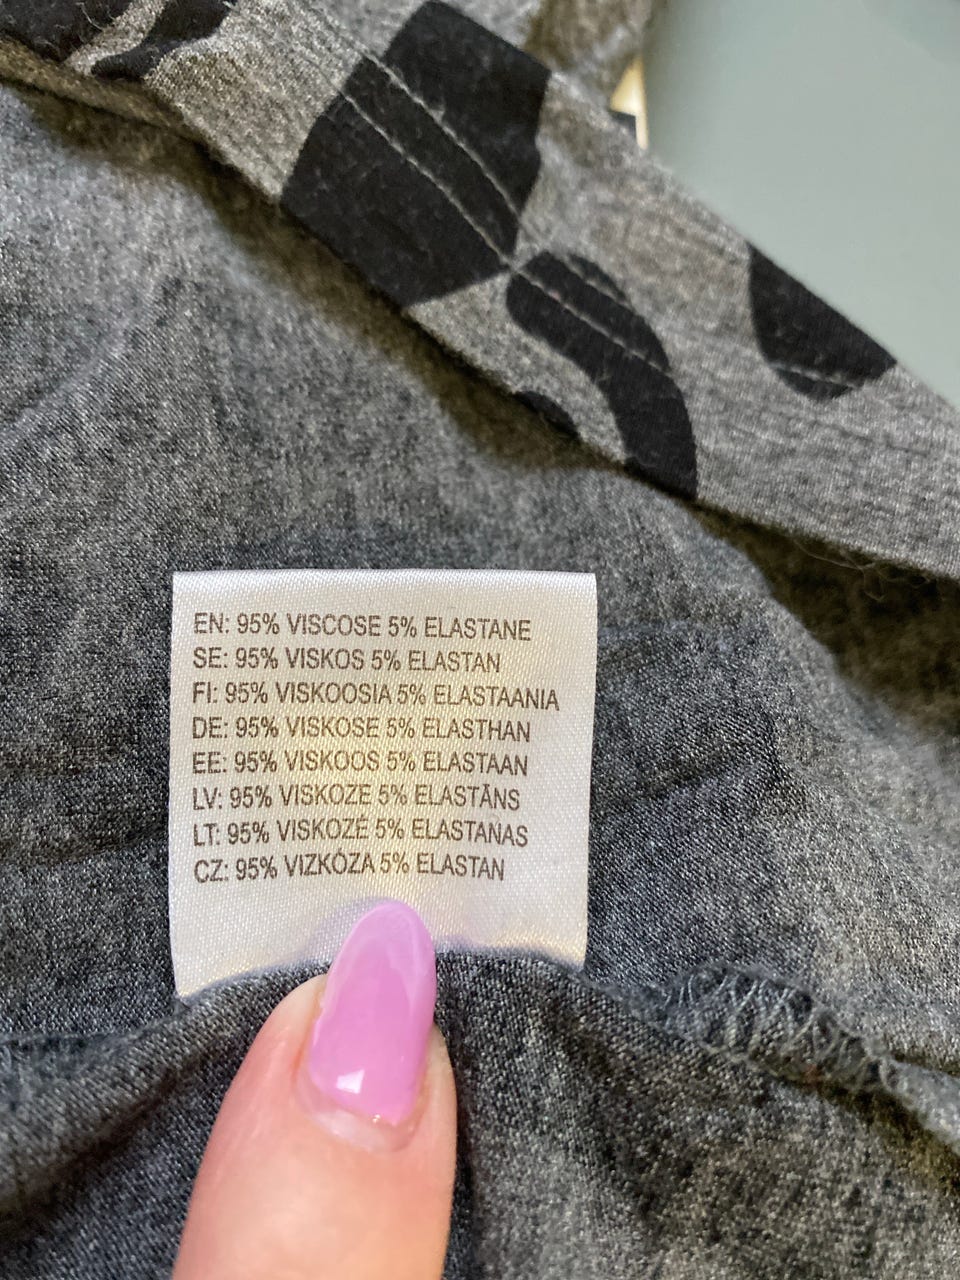 EN: 95% VISCOSE 5% ELASTANE
SE: 95% VISKOS 5% ELASTAN
FI: 95% VISKOOSIA 5% ELASTAANIA
DE: 95% VISKOSE 5% ELASTHAN
EE: 95% VISKOOS 5% ELASTAAN
LV: 95% VISKOZE 5% ELASTĀNS
LT: 95% VISKOZĖ 5% ELASTANAS
CZ: 95% VIZKÓZA 5% ELASTAN